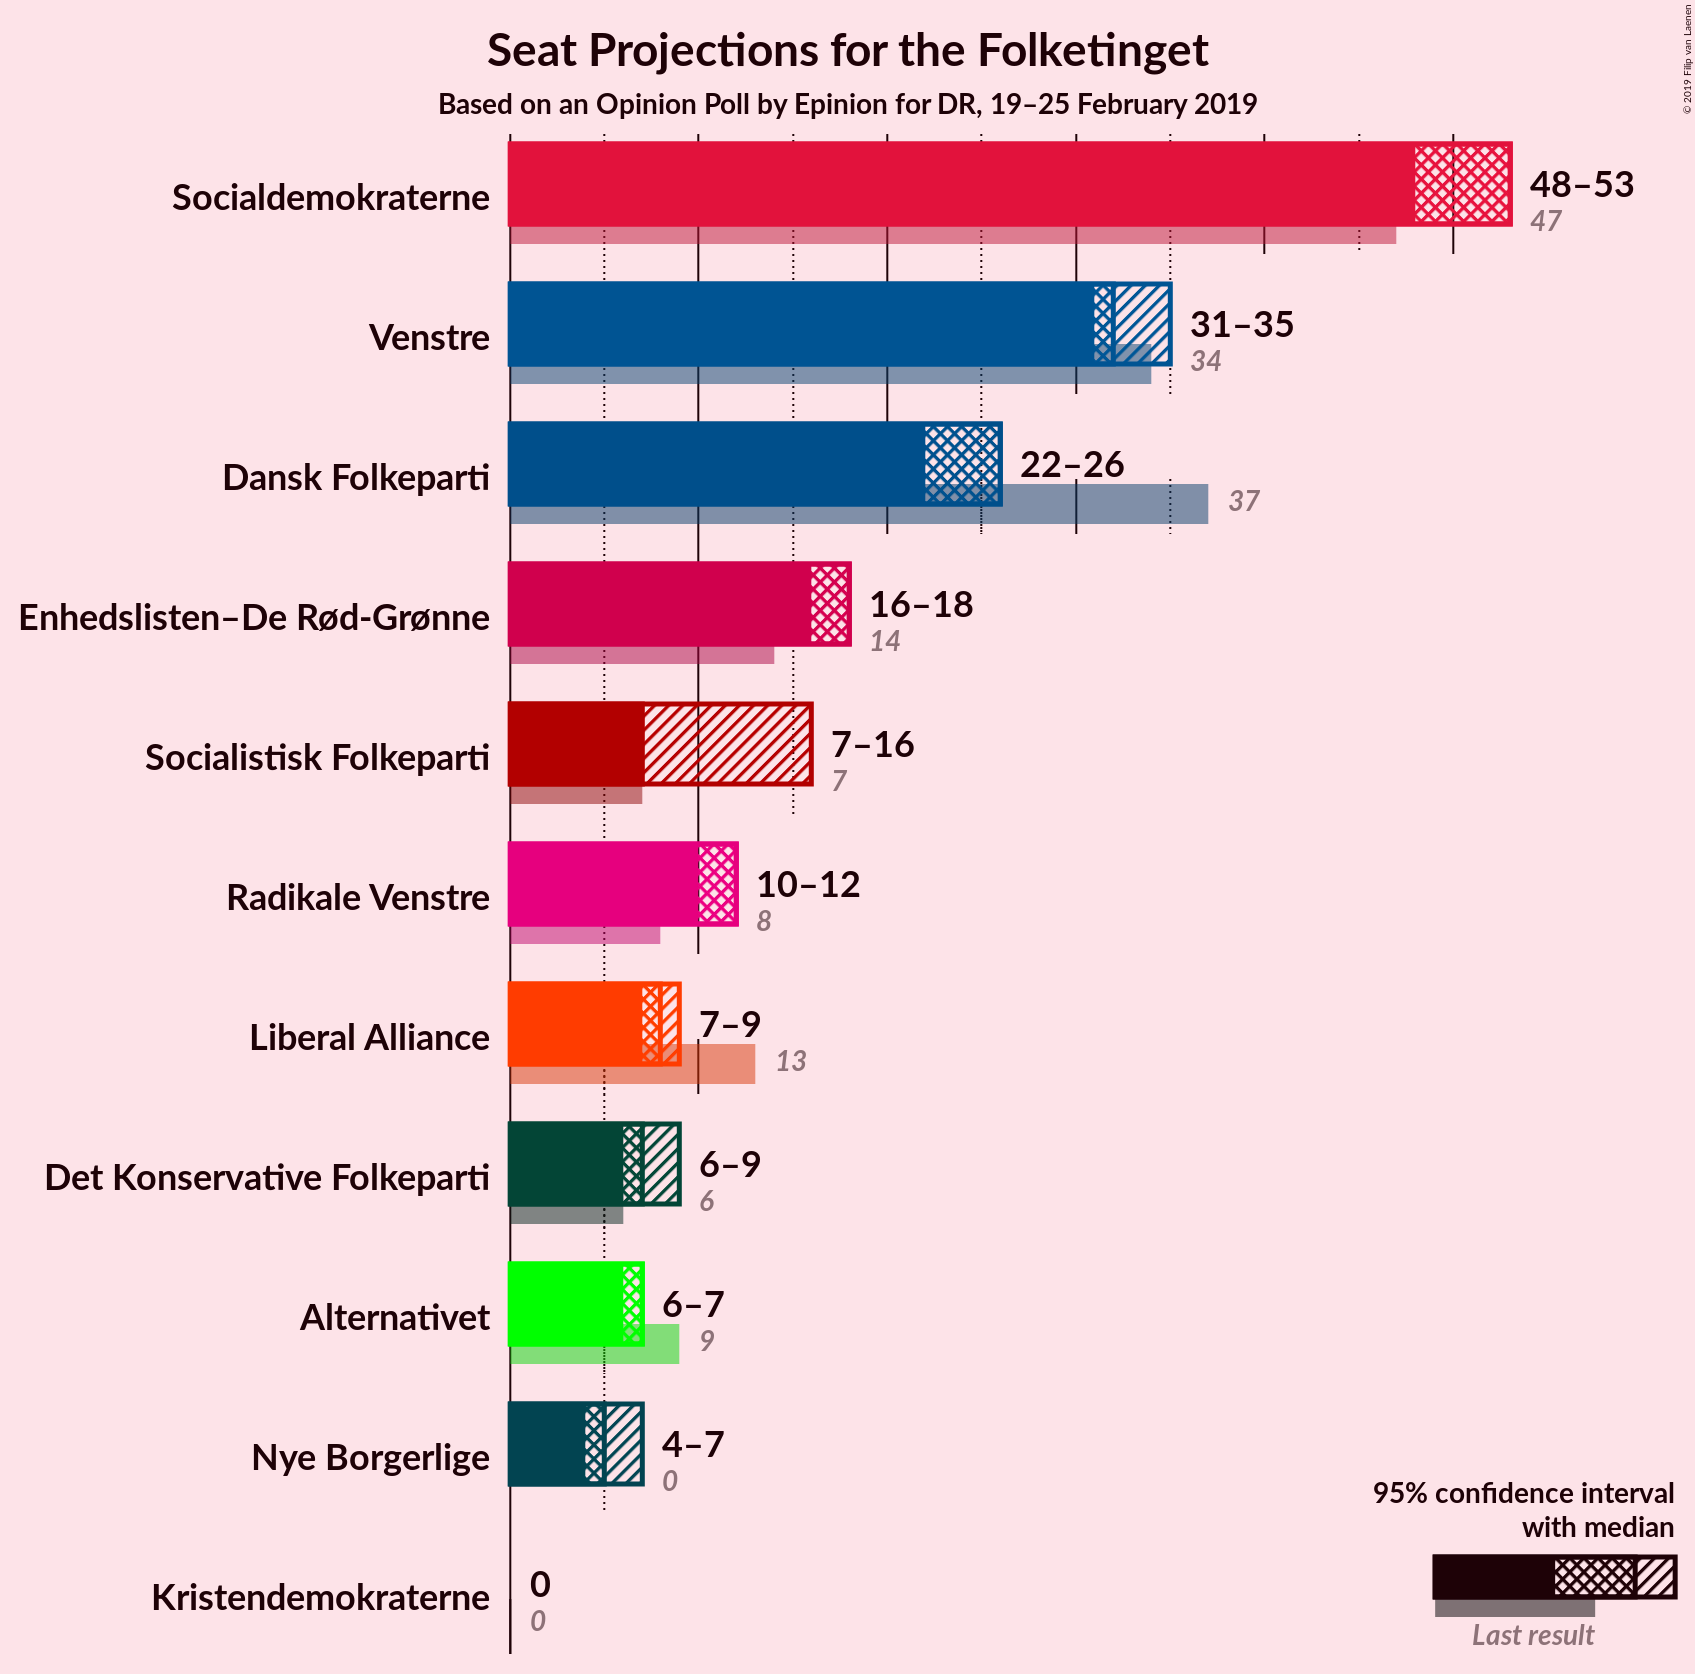 Seat Projections for the Folketinget
Based on an Opinion Poll by Epinion for DR, 19–25 February 2019
© 2019 Filip van Laenen
Socialdemokraterne
48–53
47
Venstre
31–35
34
Dansk Folkeparti
22–26
37
Enhedslisten–De Rød-Grønne
16–18
14
Socialistisk Folkeparti
7–16
7
Radikale Venstre
10–12
8
Liberal Alliance
7–9
13
Det Konservative Folkeparti
6–9
6
Alternativet
6–7
9
Nye Borgerlige
4–7
0
Kristendemokraterne
0
0
95% confidence interval
with median
Last result